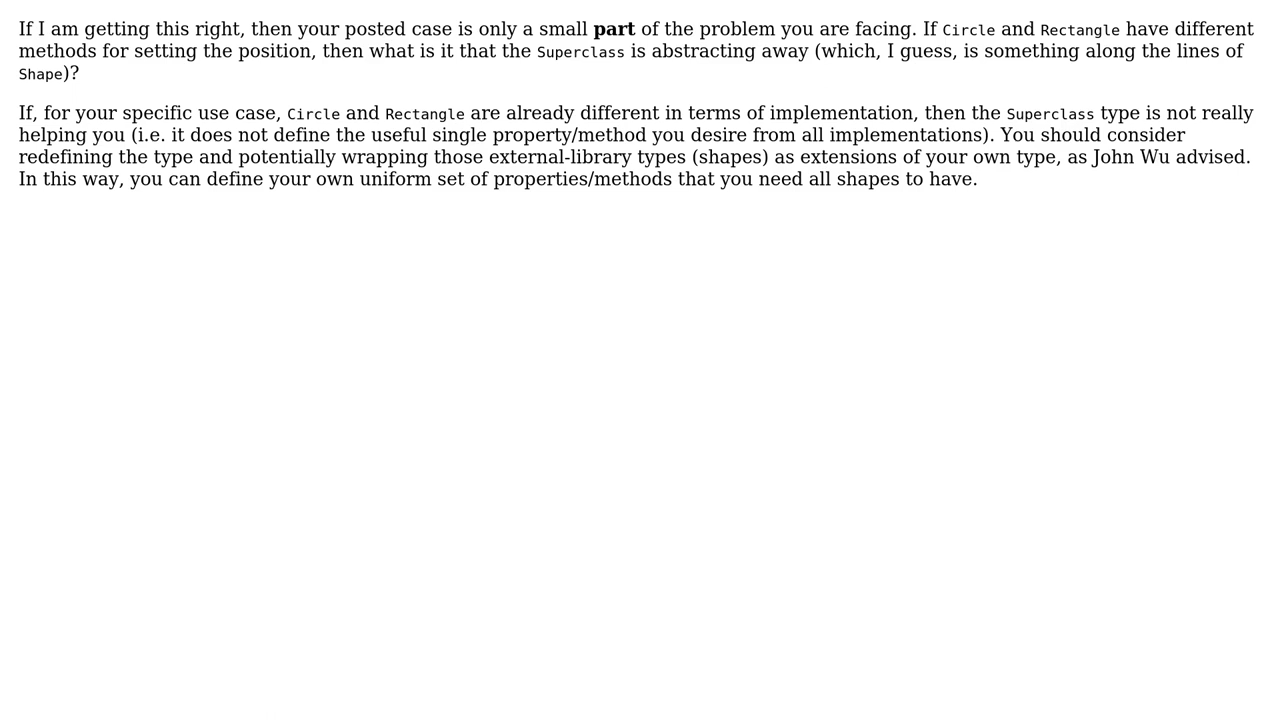 If I am getting this right, then your posted case is only a small part of the problem you are facing. If Circle and Rectangle have different
methods for setting the position, then what is it that the Superclass is abstracting away (which, I guess, is something along the lines of
Shape)?
If, for your specific use case, Circle and Rectangle are already different in terms of implementation, then the Superclass type is not really
helping you (i.e. it does not define the useful single property/method you desire from all implementations). You should consider
redefining the type and potentially wrapping those external-library types (shapes) as extensions of your own type, as John Wu advised.
In this way, you can define your own uniform set of properties/methods that you need all shapes to have.